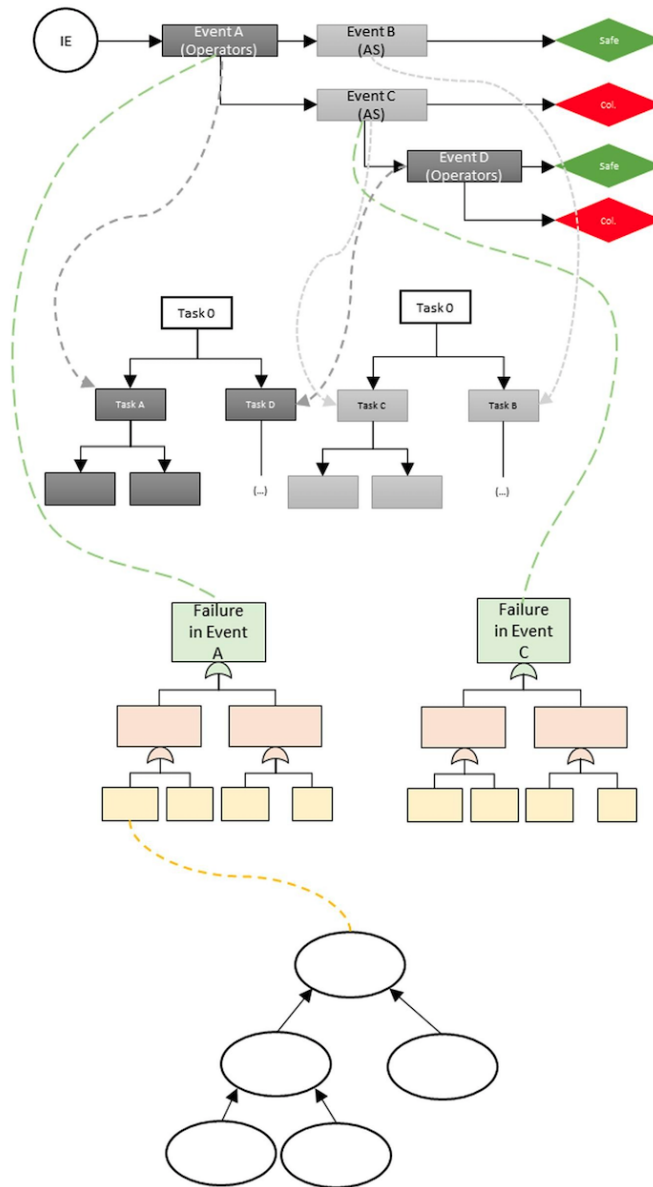 IE
Event A
(Operators)
Event B
(AS)
Safe
Event C
(AS)
Col.
Event D
(Operators)
Safe
Col.
Task 0
Task 0
Task A
Task D
Task C
Task B
(...)
(...)
Failure
in Event
A
Failure
in Event
C